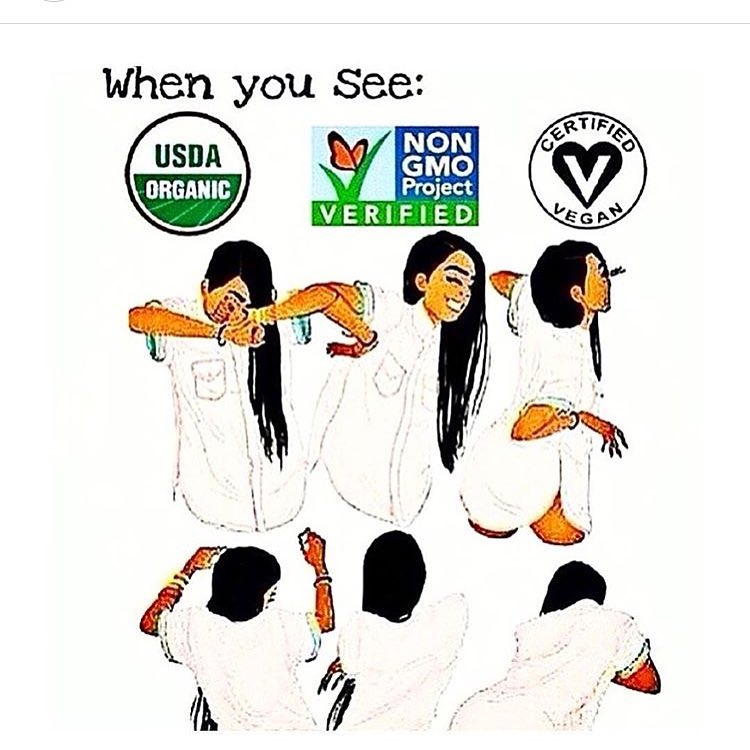 When you See:
USDA
ORGANIC
NON
GMO
Project
VERIFIED
CERTIFIED
V
VEGAN